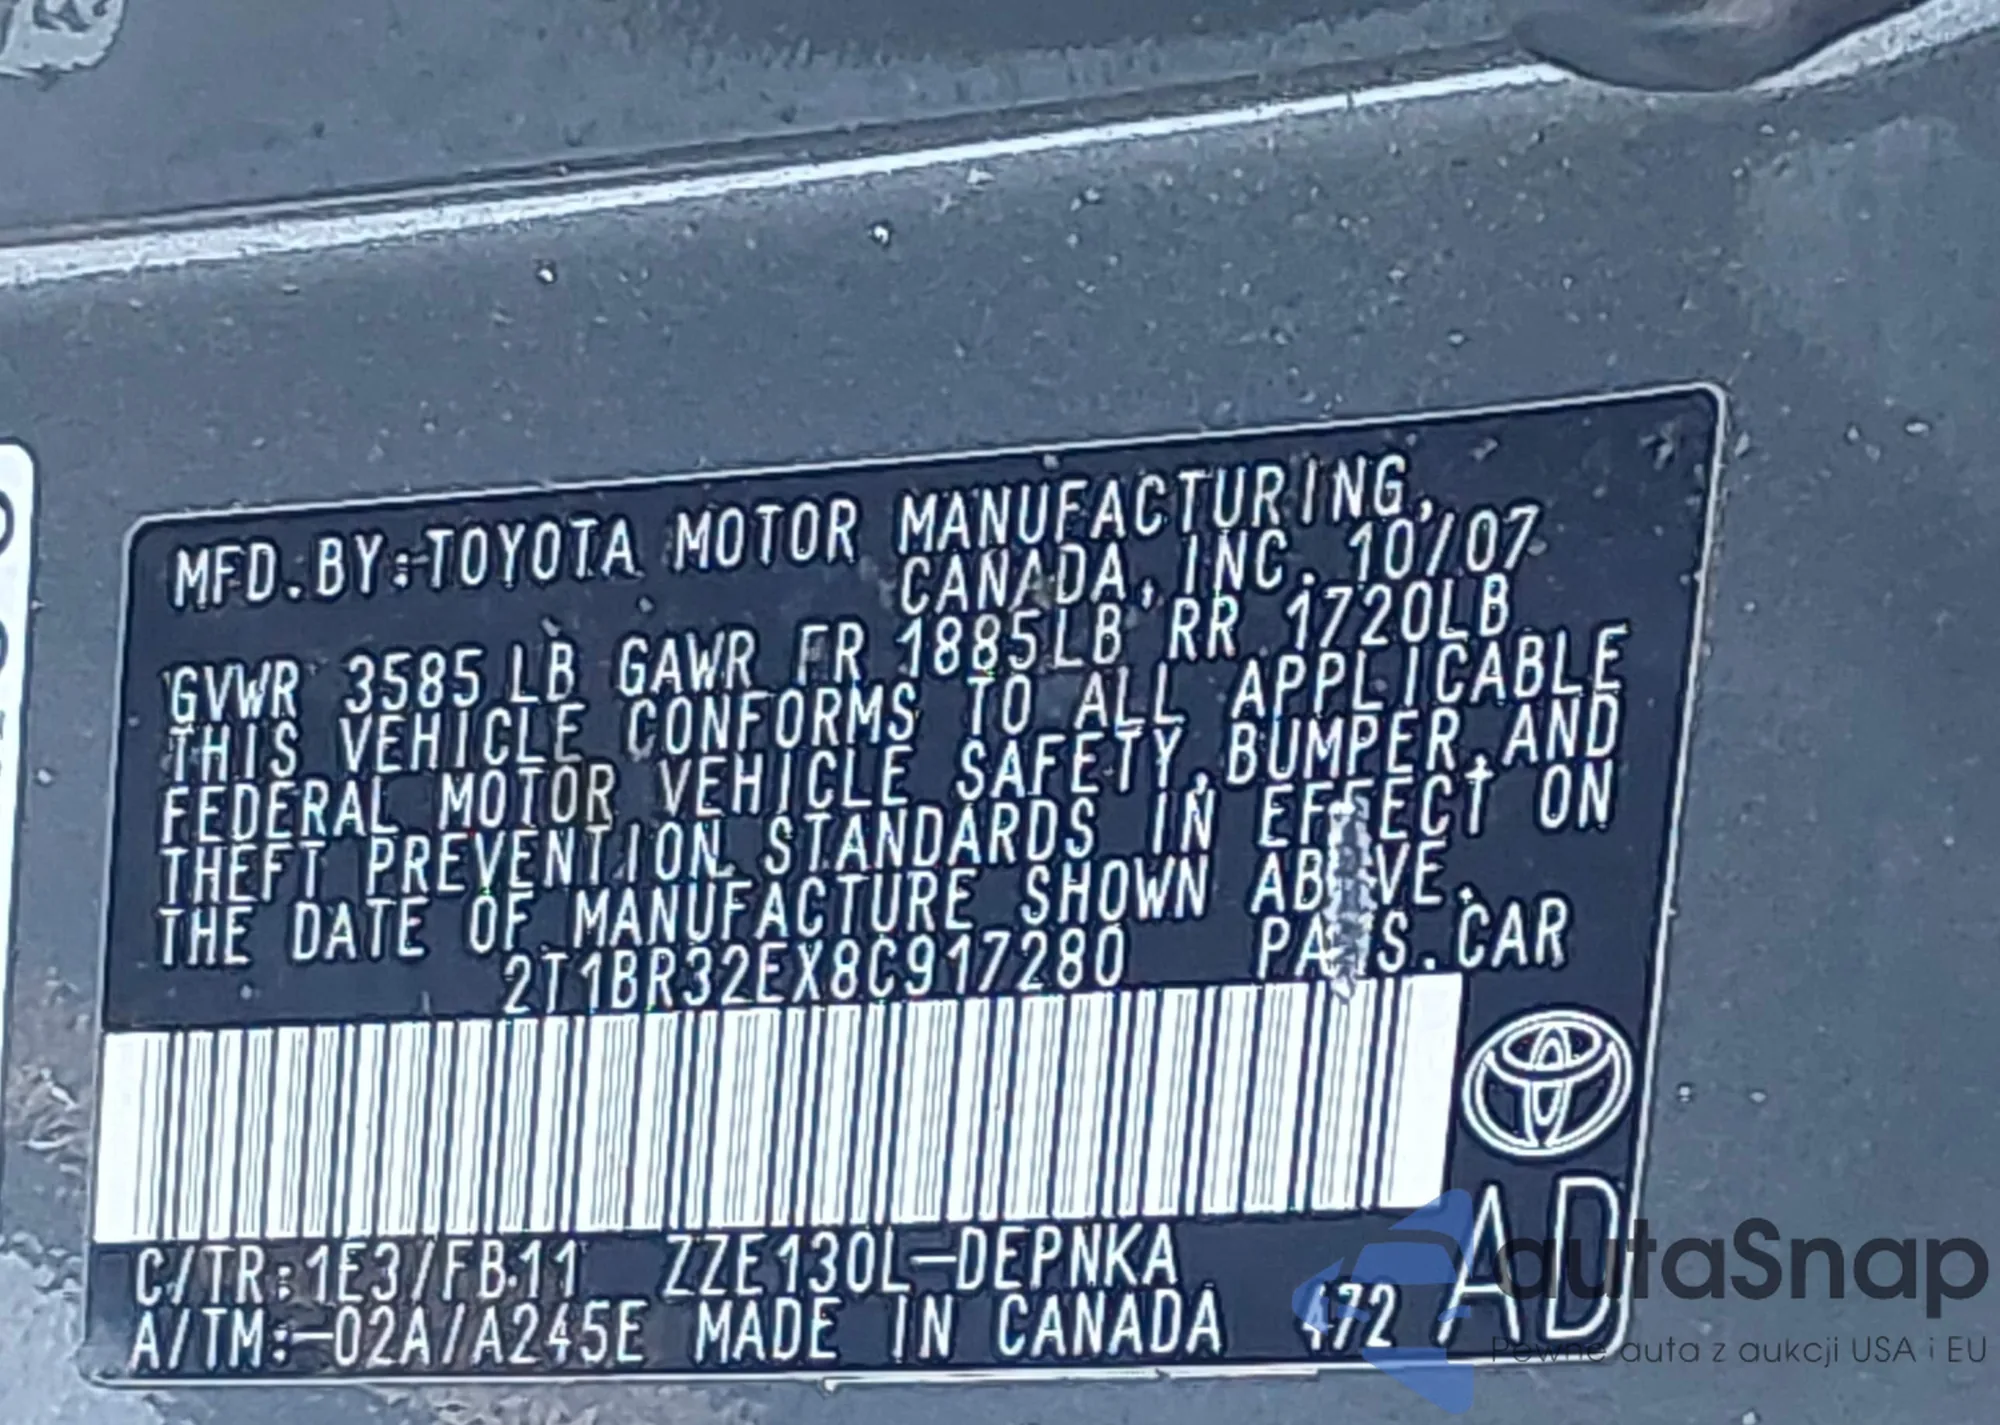 MFD.BY:TOYOTA MOTOR MANUFACTURING,
CANADA, INC. 10/07
GVWR 3585 LB GAWR FR 1885LB RR 1720LB
THIS VEHICLE CONFORMS TO ALL APPLICABLE
FEDERAL MOTOR VEHICLE SAFETY,BUMPER,AND
THEFT PREVENTION STANDARDS IN EFFECT ON
THE DATE OF MANUFACTURE SHOWN ABOVE.
2T1BR32EX8C917280 PASS.CAR
C/TR:1E3/FB11 ZZE130L-DEPNKA
A/TM:-02A/A245E MADE IN CANADA 472 AD
autaSnap
Pewne auta z aukcji USA i EU